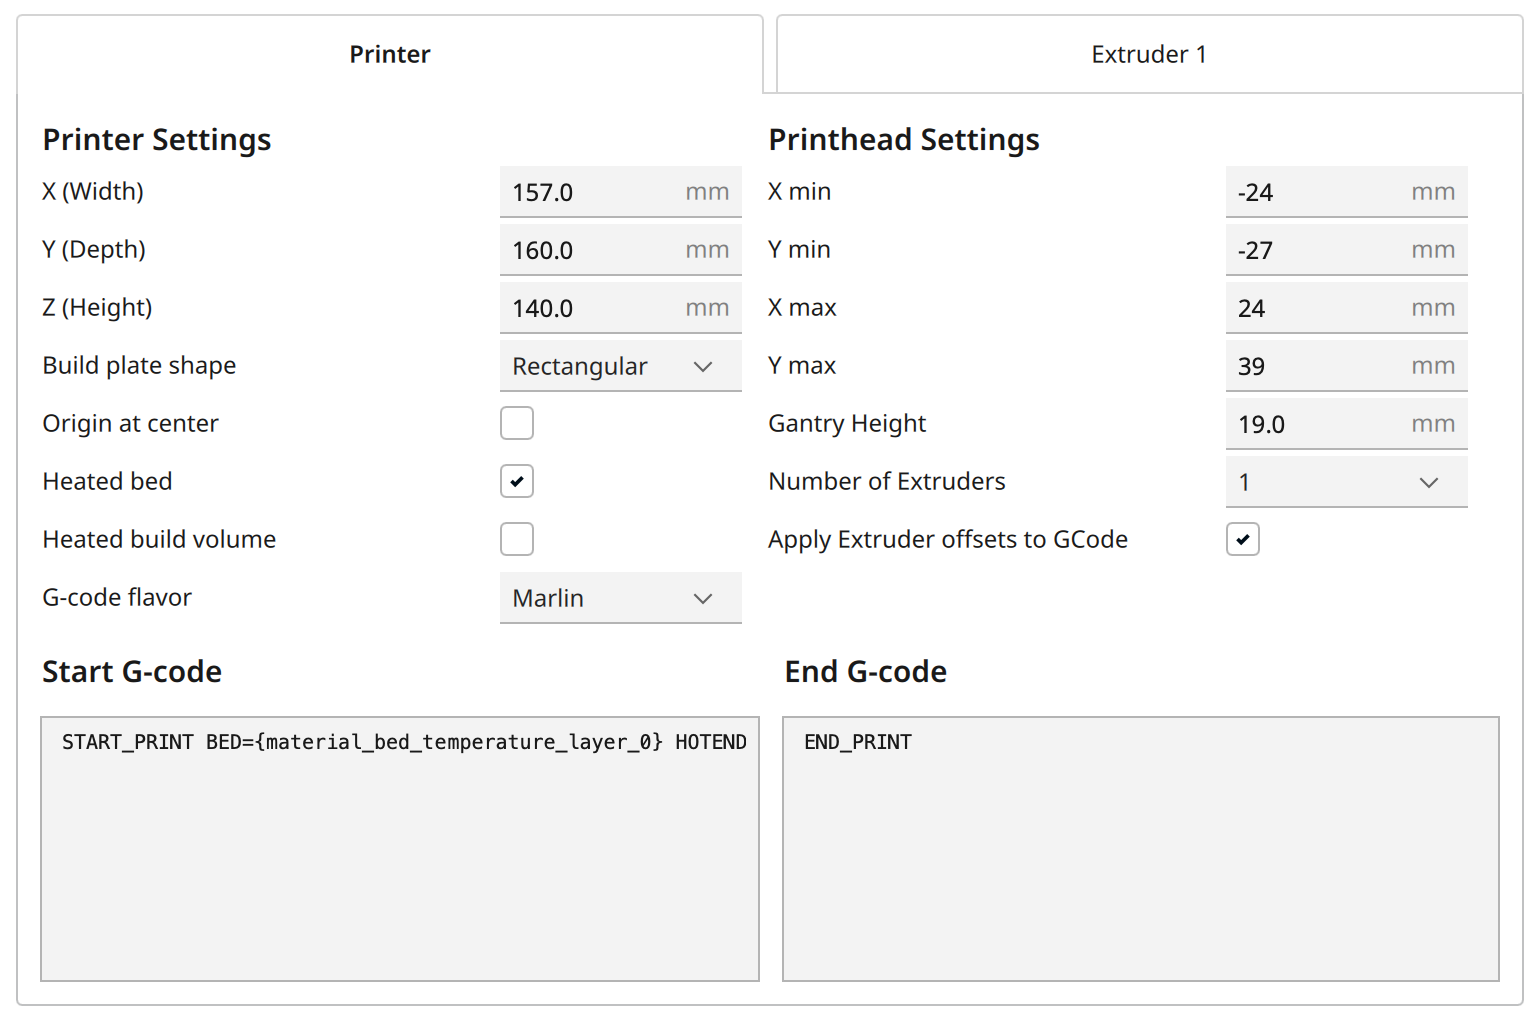 Printer
Extruder 1
Printer Settings
X (Width)
157.0 mm
Y (Depth)
160.0 mm
Z (Height)
140.0 mm
Build plate shape
Rectangular
Origin at center
Heated bed
Heated build volume
G-code flavor
Marlin
Printhead Settings
X min
-24 mm
Y min
-27 mm
X max
24 mm
Y max
39 mm
Gantry Height
19.0 mm
Number of Extruders
1
Apply Extruder offsets to GCode
Start G-code
START_PRINT BED={material_bed_temperature_layer_0} HOTEND
End G-code
END_PRINT